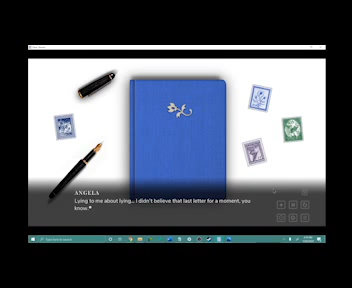 ANGELA
Lying to me about lying... I didn't believe that last letter for a moment, you
know.